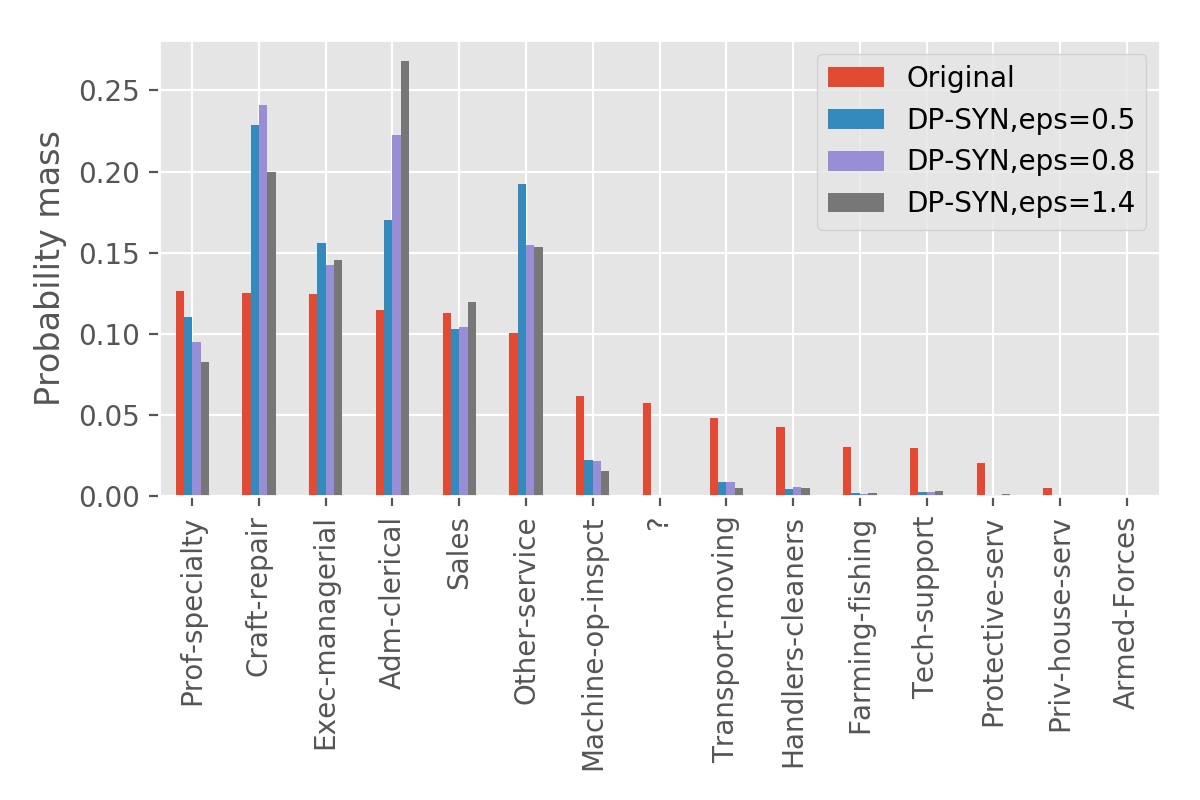 Probability mass
0.25
0.20
0.15
0.10
0.05
0.00
Original
DP-SYN,eps=0.5
DP-SYN,eps=0.8
DP-SYN,eps=1.4
Prof-specialty
Craft-repair
Exec-managerial
Adm-clerical
Sales
Other-service
Machine-op-inspct
?
Transport-moving
Handlers-cleaners
Farming-fishing
Tech-support
Protective-serv
Priv-house-serv
Armed-Forces